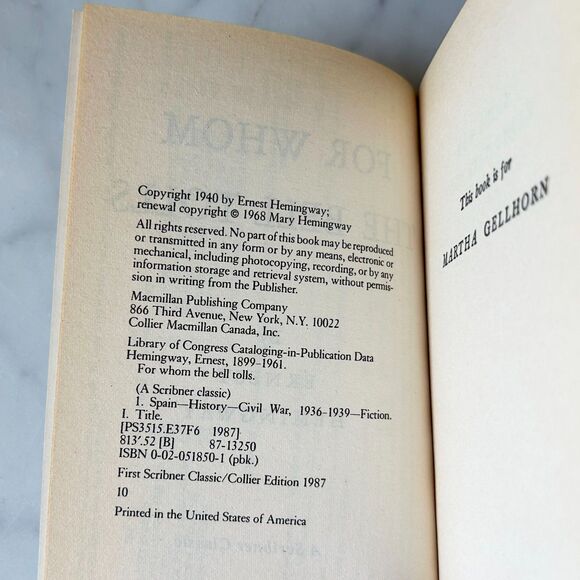 Copyright 1940 by Ernest Hemingway;
renewal copyright © 1968 Mary Hemingway
All rights reserved. No part of this book may be reproduced
or transmitted in any form or by any means, electronic or
mechanical, including photocopying, recording, or by any
information storage and retrieval system, without permis-
sion in writing from the Publisher.
Macmillan Publishing Company
866 Third Avenue, New York, N.Y. 10022
Collier Macmillan Canada, Inc.
Library of Congress Cataloging-in-Publication Data
Hemingway, Ernest, 1899–1961.
For whom the bell tolls.
(A Scribner classic)
1. Spain—History—Civil War, 1936–1939—Fiction.
I. Title.
[PS3515.E37F6 1987]
813'.52 [B] 87-13250
ISBN 0-02-051850-1 (pbk.)
First Scribner Classic/Collier Edition 1987
10
Printed in the United States of America
This book is for
MARTHA GELLHORN